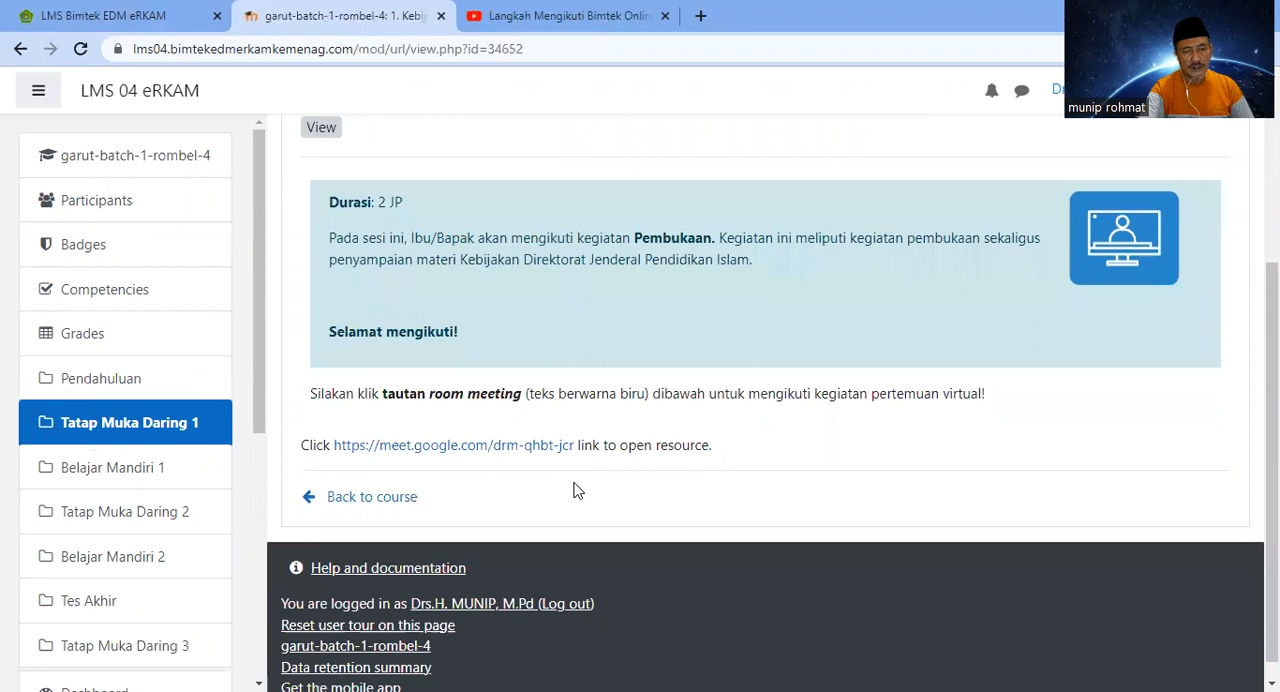 LMS Bimtek EDM eRKAM
garut-batch-1-rombel-4: 1. Kebij
Langkah Mengikuti Bimtek Onlin
lms04.bimtekedmerkamkemenag.com/mod/url/view.php?id=34652
LMS 04 eRKAM
Dr
munip rohmat
garut-batch-1-rombel-4
Participants
Badges
Competencies
Grades
Pendahuluan
Tatap Muka Daring 1
Belajar Mandiri 1
Tatap Muka Daring 2
Belajar Mandiri 2
Tes Akhir
Tatap Muka Daring 3
Dashboard
View
Durasi: 2 JP
Pada sesi ini, Ibu/Bapak akan mengikuti kegiatan Pembukaan. Kegiatan ini meliputi kegiatan pembukaan sekaligus
penyampaian materi Kebijakan Direktorat Jenderal Pendidikan Islam.
Selamat mengikuti!
Silakan klik tautan room meeting (teks berwarna biru) dibawah untuk mengikuti kegiatan pertemuan virtual!
Click https://meet.google.com/drm-qhbt-jcr link to open resource.
Back to course
Help and documentation
You are logged in as Drs.H. MUNIP, M.Pd (Log out)
Reset user tour on this page
garut-batch-1-rombel-4
Data retention summary
Get the mobile app